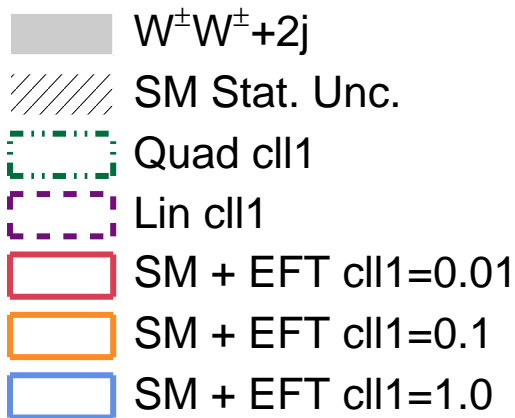 W±W±+2j
SM Stat. Unc.
Quad cll1
Lin cll1
SM + EFT cll1=0.01
SM + EFT cll1=0.1
SM + EFT cll1=1.0